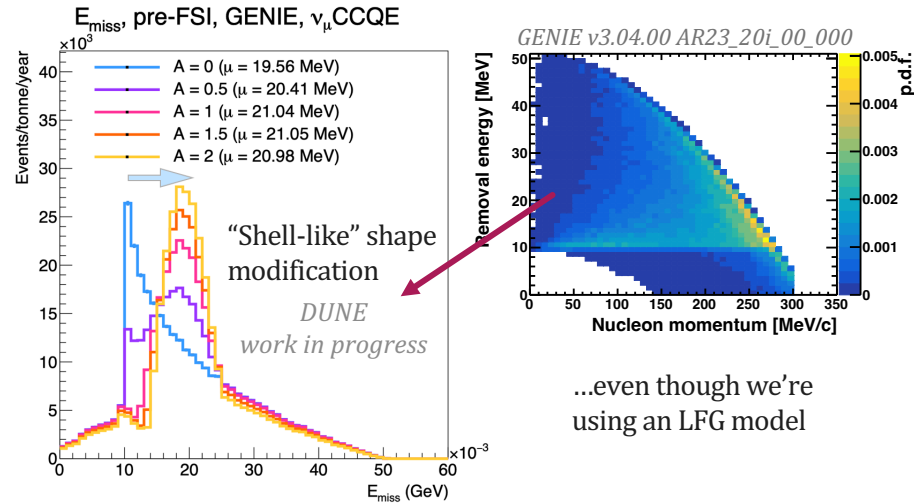 E_miss, pre-FSI, GENIE, ν_μCCQE
×10³
Events/tonne/year
40
35
30
25
20
15
10
5
0
A = 0 (μ = 19.56 MeV)
A = 0.5 (μ = 20.41 MeV)
A = 1 (μ = 21.04 MeV)
A = 1.5 (μ = 21.05 MeV)
A = 2 (μ = 20.98 MeV)
“Shell-like” shape
modification
DUNE
work in progress
0 10 20 30 40 50 60
×10⁻³
E_miss (GeV)
GENIE v3.04.00 AR23_20i_00_000
Removal energy [MeV]
50
40
30
20
10
0
0 50 100 150 200 250 300 350
Nucleon momentum [MeV/c]
p.d.f.
0.005
0.004
0.003
0.002
0.001
0
...even though we’re
using an LFG model